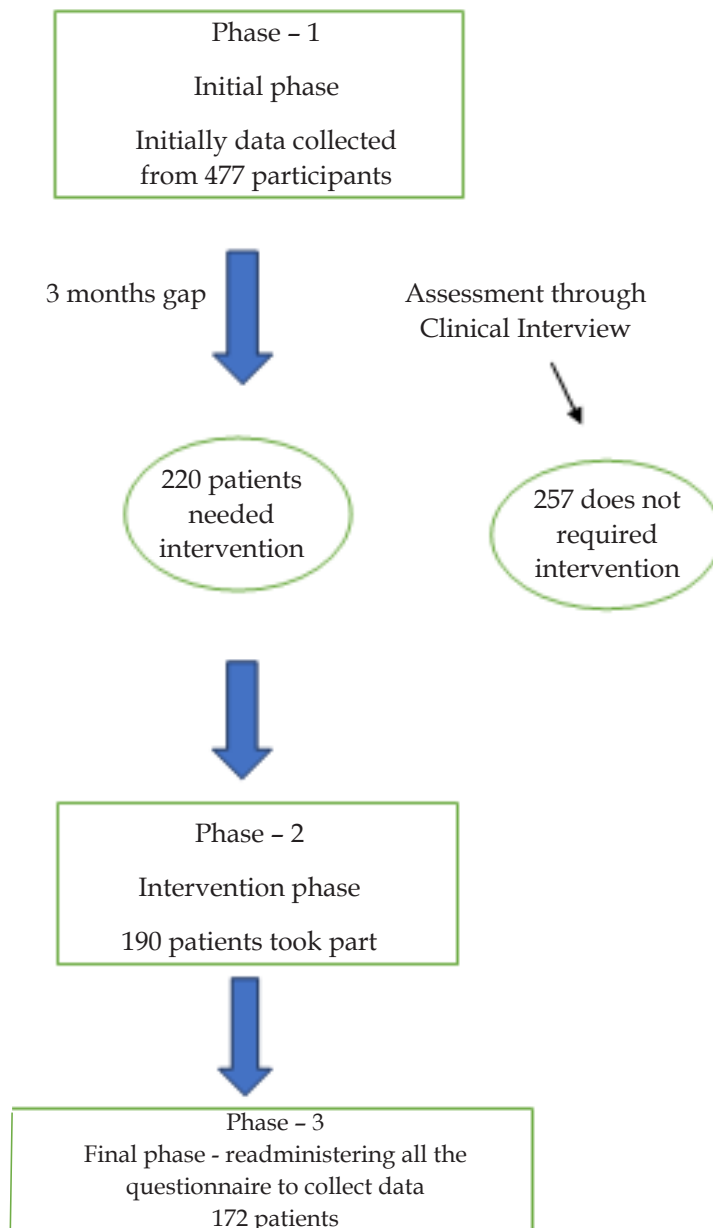 Phase – 1
Initial phase
Initially data collected
from 477 participants
3 months gap
Assessment through
Clinical Interview
220 patients
needed
intervention
257 does not
required
intervention
Phase – 2
Intervention phase
190 patients took part
Phase – 3
Final phase - readministering all the
questionnaire to collect data
172 patients